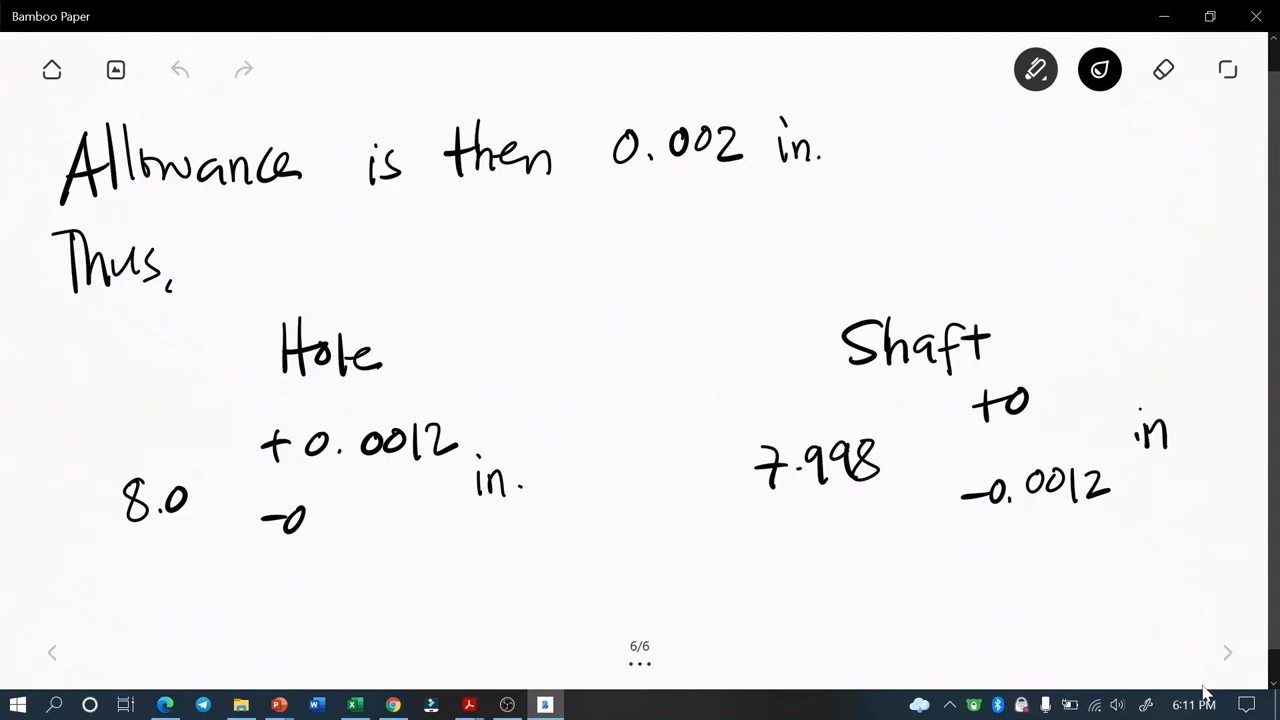 Bamboo Paper
Allowance is then 0.002 in.
Thus,
Hole
Shaft
+0
+0.0012
in
7.998
in.
8.0
-0.0012
-0
6/6
6:11 PM